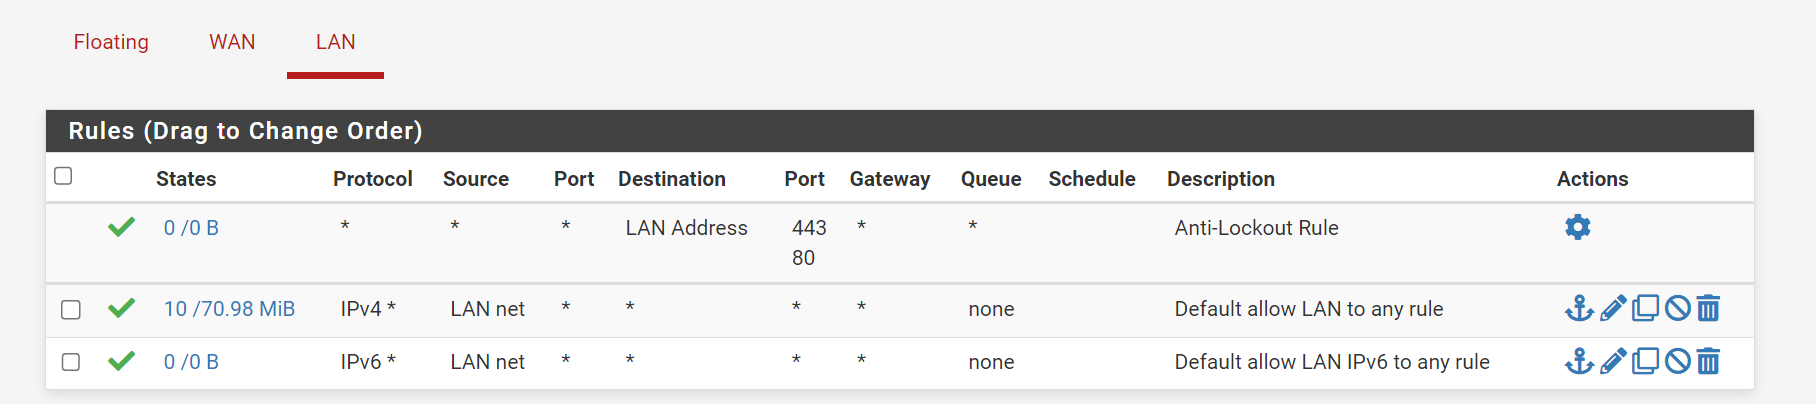 Floating WAN LAN
Rules (Drag to Change Order)
States Protocol Source Port Destination Port Gateway Queue Schedule Description Actions
0 /0 B * * * LAN Address 443 * * Anti-Lockout Rule
80
10 /70.98 MiB IPv4 * LAN net * * * * none Default allow LAN to any rule
0 /0 B IPv6 * LAN net * * * * none Default allow LAN IPv6 to any rule